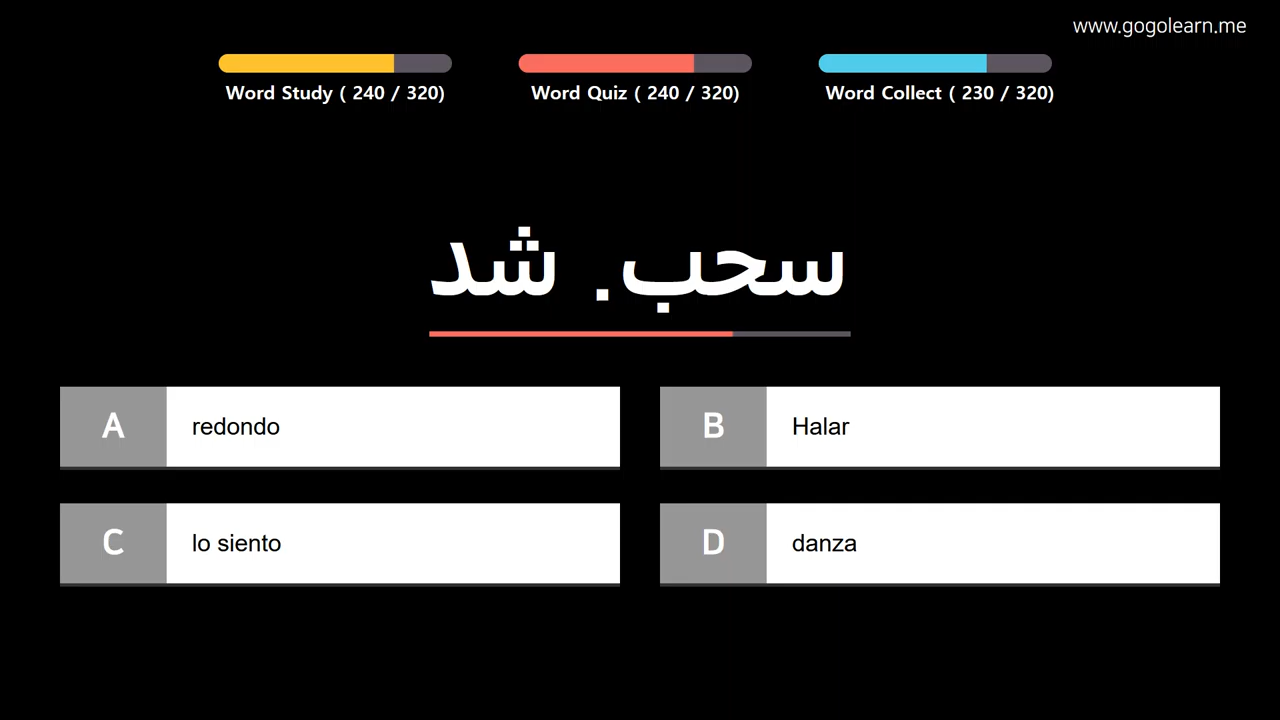 www.gogolearn.me
Word Study ( 240 / 320)
Word Quiz ( 240 / 320)
Word Collect ( 230 / 320)
سحب. شد
A redondo
B Halar
C lo siento
D danza